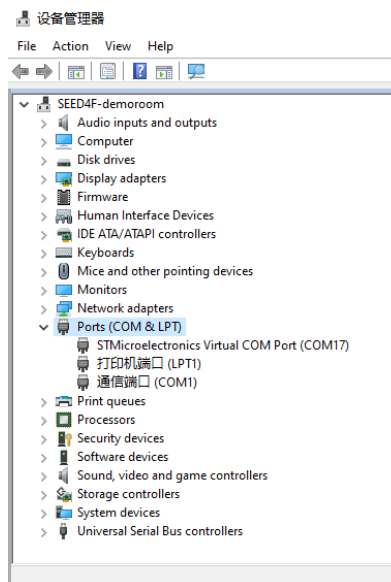 设备管理器
File Action View Help
SEED4F-demoroom
Audio inputs and outputs
Computer
Disk drives
Display adapters
Firmware
Human Interface Devices
IDE ATA/ATAPI controllers
Keyboards
Mice and other pointing devices
Monitors
Network adapters
Ports (COM & LPT)
STMicroelectronics Virtual COM Port (COM17)
打印机端口 (LPT1)
通信端口 (COM1)
Print queues
Processors
Security devices
Software devices
Sound, video and game controllers
Storage controllers
System devices
Universal Serial Bus controllers